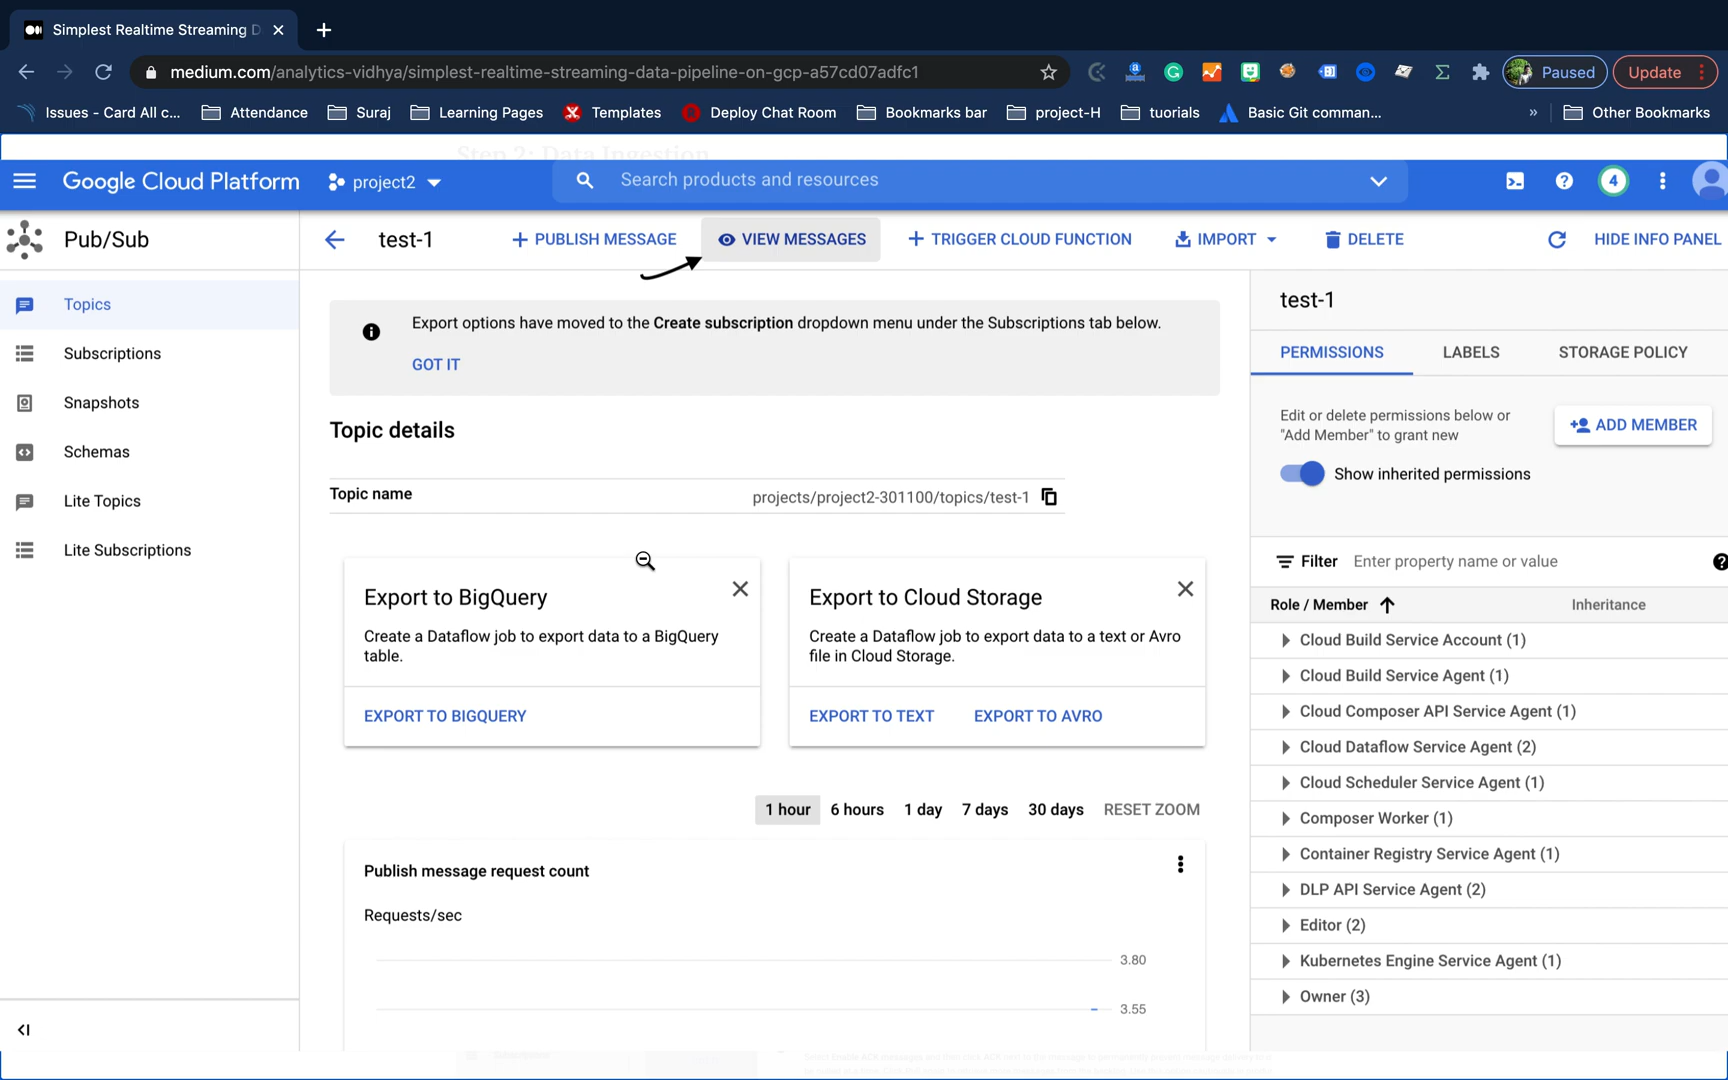 Simplest Realtime Streaming D
medium.com/analytics-vidhya/simplest-realtime-streaming-data-pipeline-on-gcp-a57cd07adfc1
Paused
Update
Issues - Card All c...
Attendance
Suraj
Learning Pages
Templates
Deploy Chat Room
Bookmarks bar
project-H
tuorials
Basic Git comman...
»
Other Bookmarks
Step 2: Data Ingestion
Google Cloud Platform
project2
Search products and resources
4
Pub/Sub
test-1
PUBLISH MESSAGE
VIEW MESSAGES
TRIGGER CLOUD FUNCTION
IMPORT
DELETE
HIDE INFO PANEL
Topics
Subscriptions
Snapshots
Schemas
Lite Topics
Lite Subscriptions
Export options have moved to the Create subscription dropdown menu under the Subscriptions tab below.
GOT IT
Topic details
Topic name
projects/project2-301100/topics/test-1
Export to BigQuery
Create a Dataflow job to export data to a BigQuery
table.
EXPORT TO BIGQUERY
Export to Cloud Storage
Create a Dataflow job to export data to a text or Avro
file in Cloud Storage.
EXPORT TO TEXT
EXPORT TO AVRO
1 hour
6 hours
1 day
7 days
30 days
RESET ZOOM
Publish message request count
Requests/sec
3.80
3.55
test-1
PERMISSIONS
LABELS
STORAGE POLICY
Edit or delete permissions below or
"Add Member" to grant new
ADD MEMBER
Show inherited permissions
Filter
Enter property name or value
Role / Member
Inheritance
Cloud Build Service Account (1)
Cloud Build Service Agent (1)
Cloud Composer API Service Agent (1)
Cloud Dataflow Service Agent (2)
Cloud Scheduler Service Agent (1)
Composer Worker (1)
Container Registry Service Agent (1)
DLP API Service Agent (2)
Editor (2)
Kubernetes Engine Service Agent (1)
Owner (3)